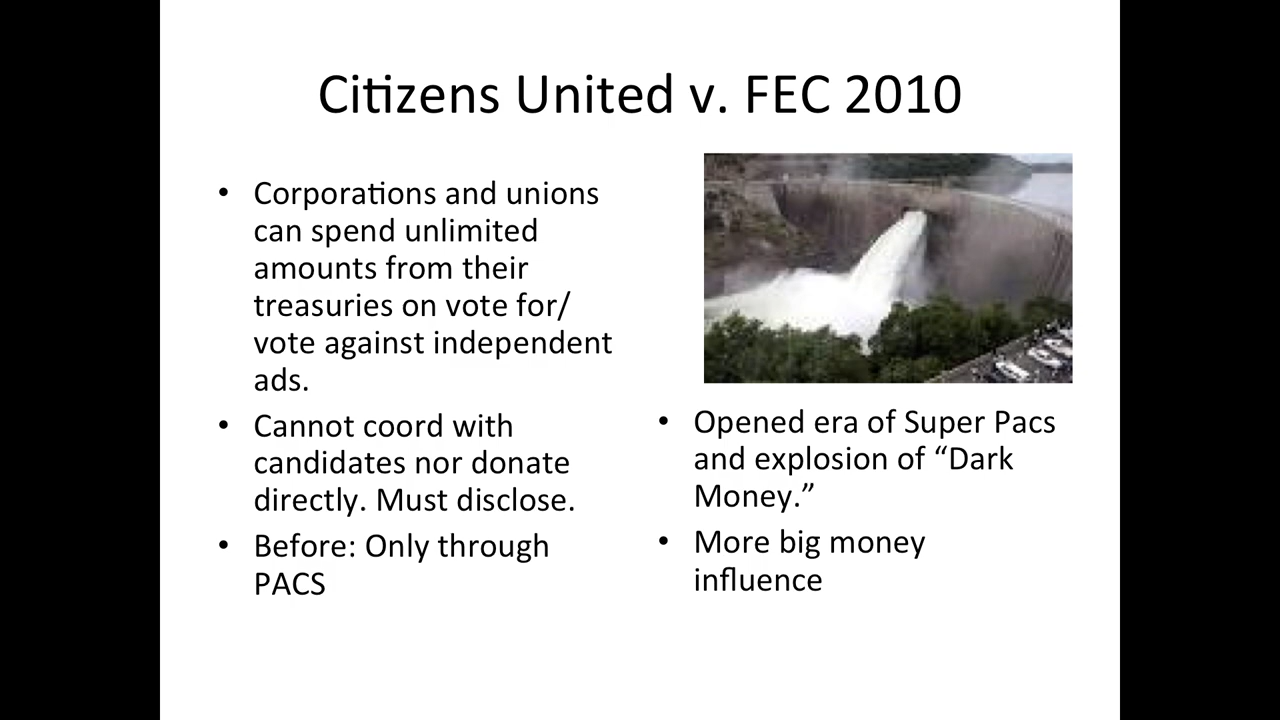 Citizens United v. FEC 2010
• Corporations and unions
can spend unlimited
amounts from their
treasuries on vote for/
vote against independent
ads.
• Cannot coord with
candidates nor donate
directly. Must disclose.
• Before: Only through
PACS
• Opened era of Super Pacs
and explosion of “Dark
Money.”
• More big money
influence